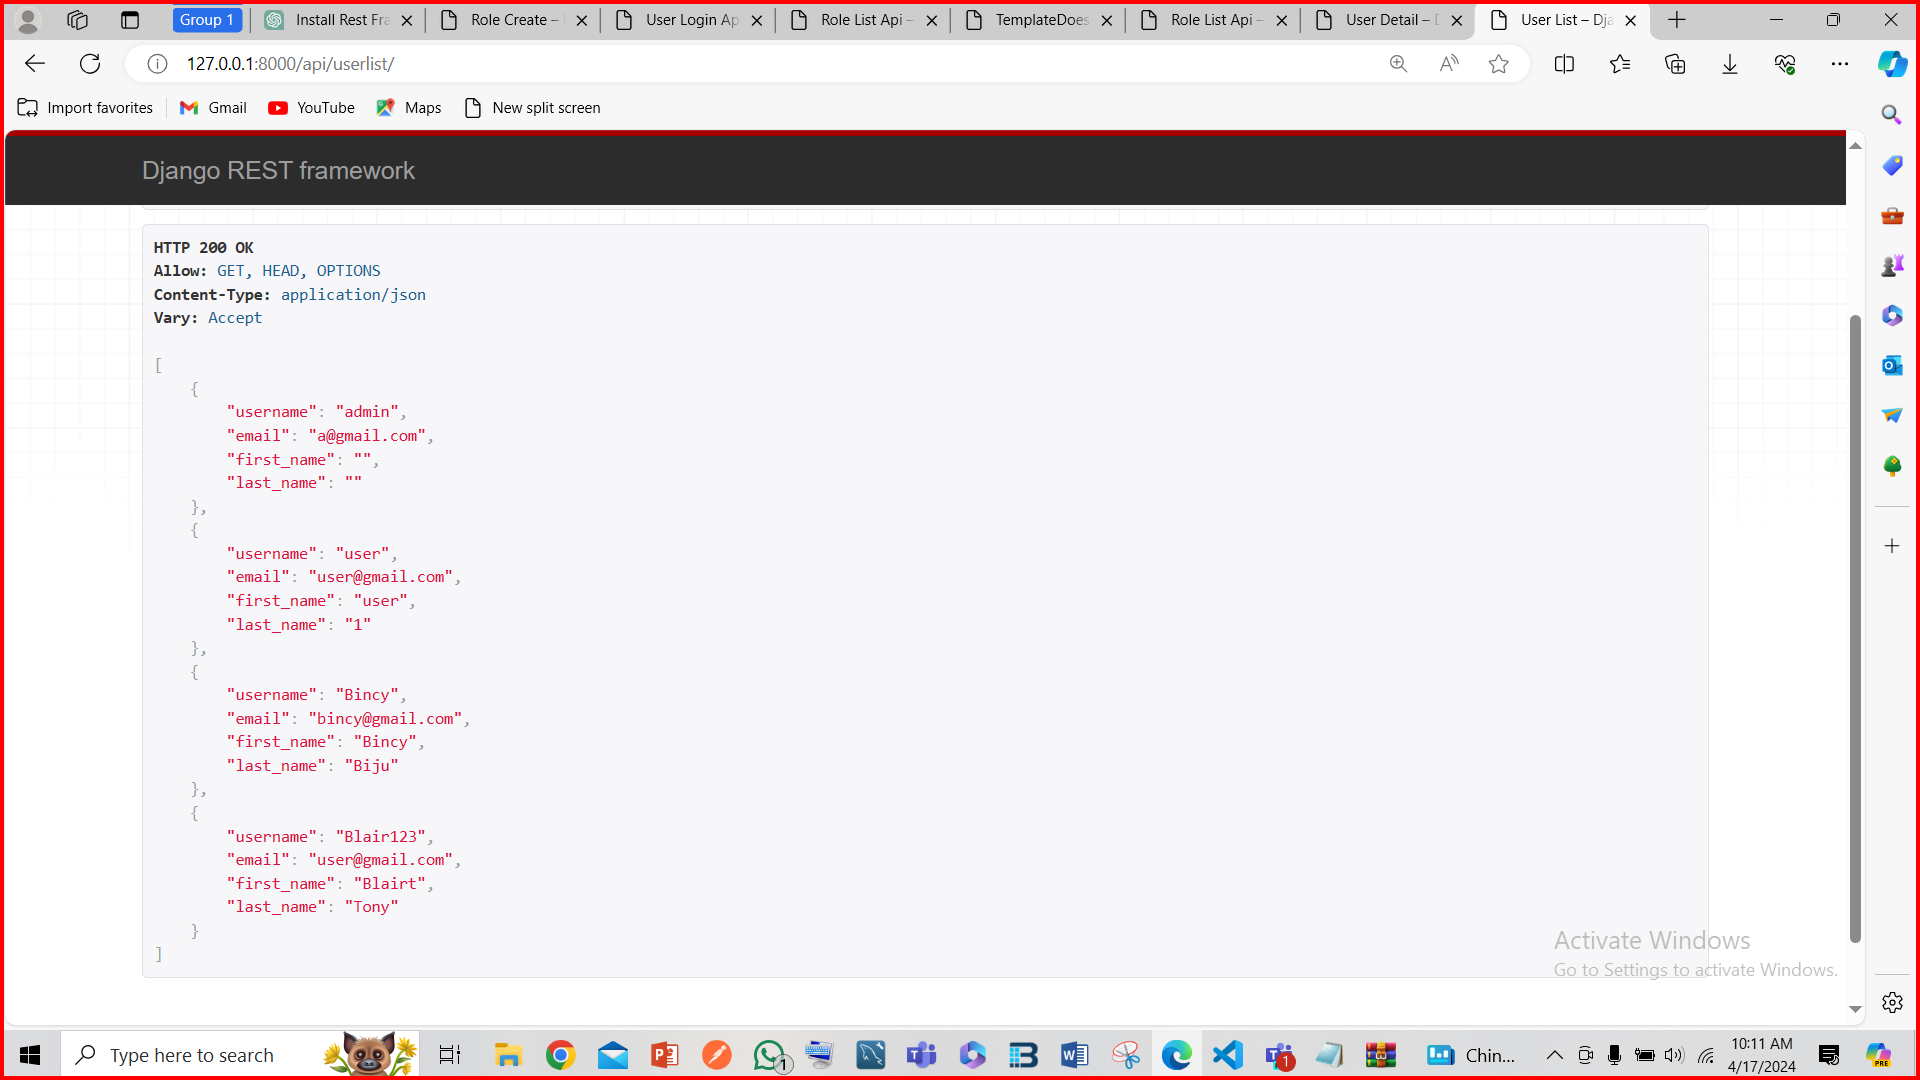 Group 1
Install Rest Fra
Role Create –
User Login Ap
Role List Api –
TemplateDoes
Role List Api –
User Detail – D
User List – Dja
127.0.0.1:8000/api/userlist/
Import favorites
Gmail
YouTube
Maps
New split screen
Django REST framework
HTTP 200 OK
Allow: GET, HEAD, OPTIONS
Content-Type: application/json
Vary: Accept
[
{
"username": "admin",
"email": "a@gmail.com",
"first_name": "",
"last_name": ""
},
{
"username": "user",
"email": "user@gmail.com",
"first_name": "user",
"last_name": "1"
},
{
"username": "Bincy",
"email": "bincy@gmail.com",
"first_name": "Bincy",
"last_name": "Biju"
},
{
"username": "Blair123",
"email": "user@gmail.com",
"first_name": "Blairt",
"last_name": "Tony"
}
]
Activate Windows
Go to Settings to activate Windows.
Type here to search
1
1
Chin...
10:11 AM
4/17/2024
PRE